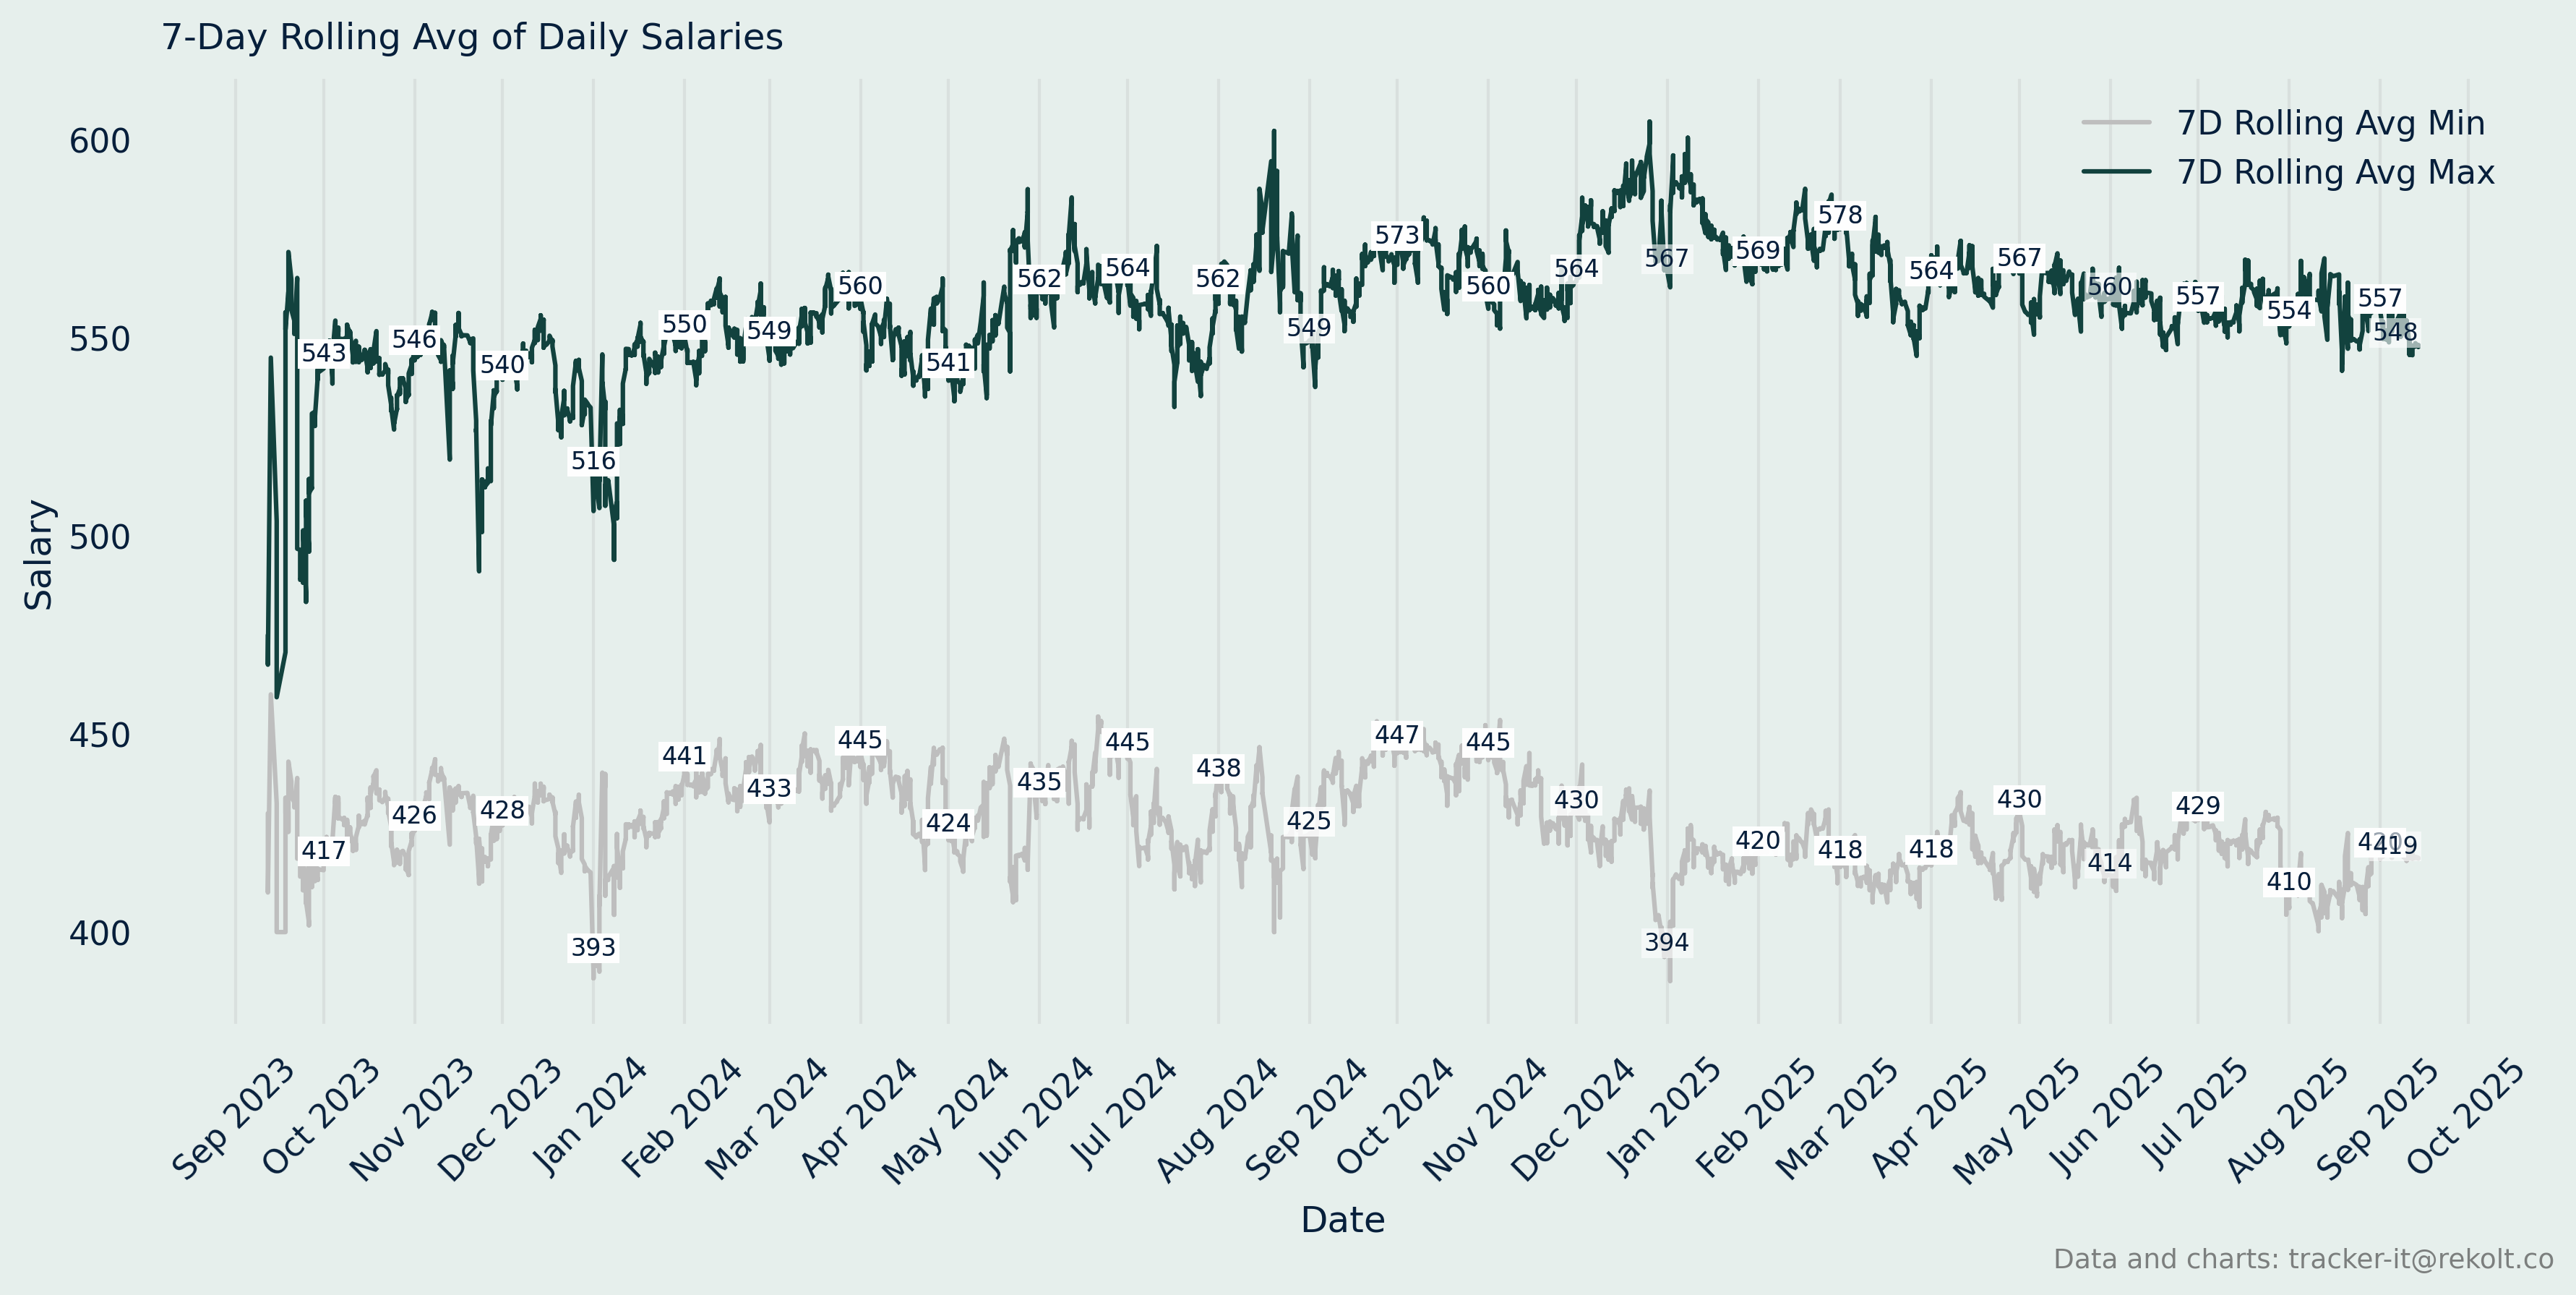 7-Day Rolling Avg of Daily Salaries
7D Rolling Avg Min
7D Rolling Avg Max
Salary
600
550
500
450
400
543
546
540
516
550
549
560
541
562
564
562
549
573
560
564
567
569
578
564
567
560
557
554
557
548
417
426
428
393
441
433
445
424
435
445
438
425
447
445
430
394
420
418
418
430
414
429
410
419
Sep 2023
Oct 2023
Nov 2023
Dec 2023
Jan 2024
Feb 2024
Mar 2024
Apr 2024
May 2024
Jun 2024
Jul 2024
Aug 2024
Sep 2024
Oct 2024
Nov 2024
Dec 2024
Jan 2025
Feb 2025
Mar 2025
Apr 2025
May 2025
Jun 2025
Jul 2025
Aug 2025
Sep 2025
Oct 2025
Date
Data and charts: tracker-it@rekolt.co